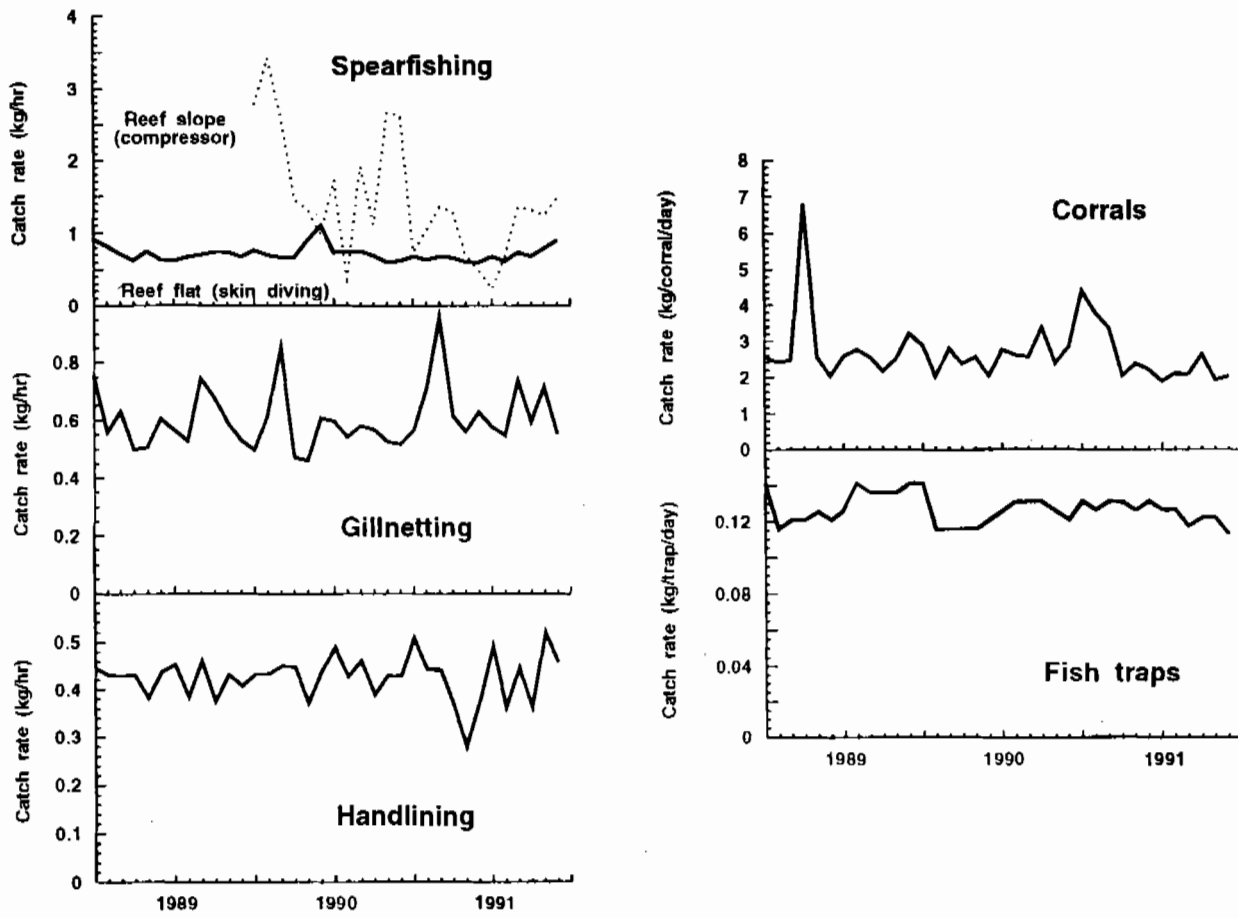 4
3
2
1
0
Catch rate (kg/hr)
Spearfishing
Reef slope
(compressor)
Reef flat (skin diving)
0.8
0.6
0.4
0.2
0
Catch rate (kg/hr)
Gillnetting
0.5
0.4
0.3
0.2
0.1
0
Catch rate (kg/hr)
Handlining
1989
1990
1991
8
7
6
5
4
3
2
1
0
Catch rate (kg/corral/day)
Corrals
0.12
0.08
0.04
0
Catch rate (kg/trap/day)
Fish traps
1989
1990
1991